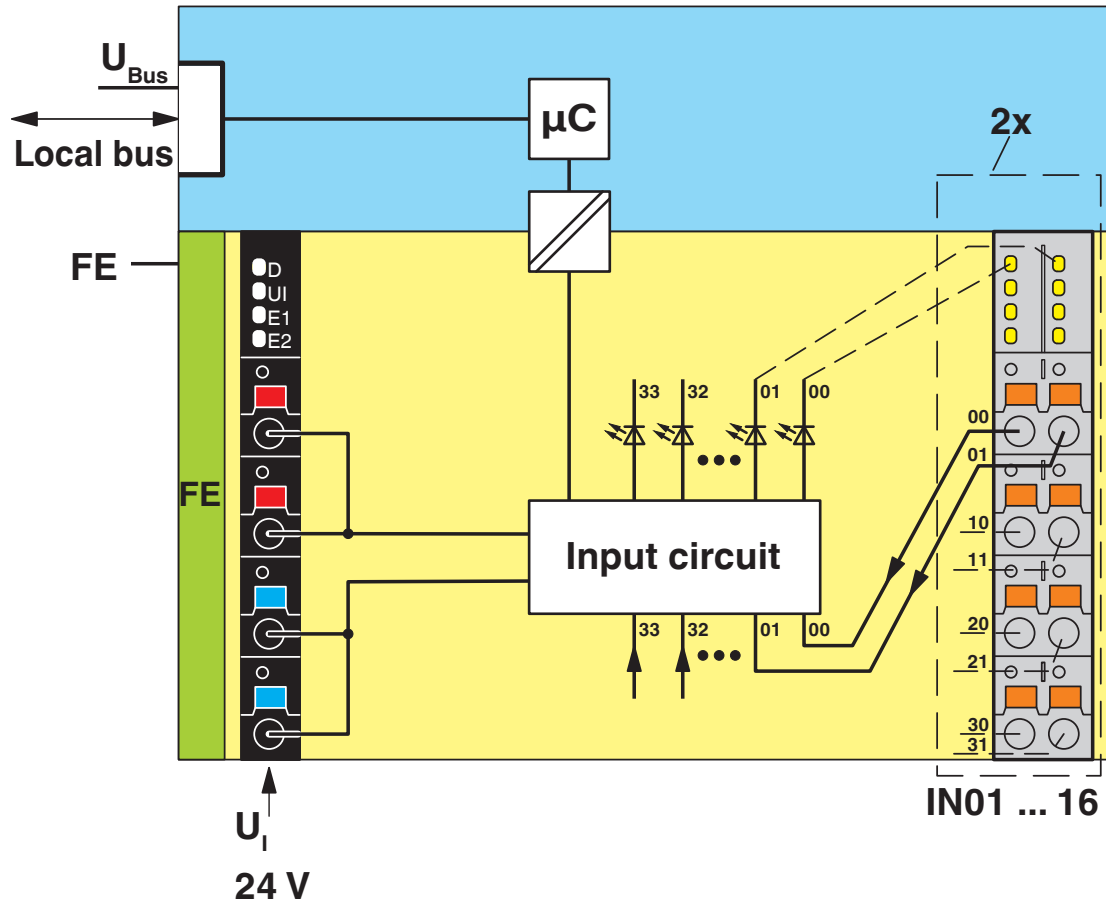 U Bus
Local bus
µC
2x
FE
D
UI
E1
E2
FE
33
32
01
00
Input circuit
33
32
01
00
00
01
10
11
20
21
30
31
IN01 ... 16
U I
24 V